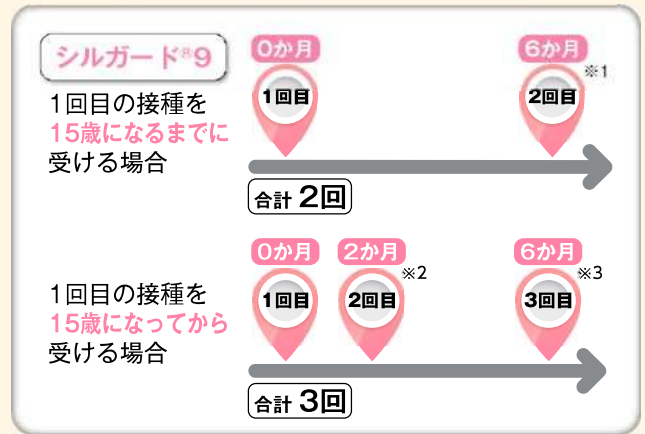 シルガード®9
0か月
6か月
※1
1回目
2回目
1回目の接種を
15歳になるまでに
受ける場合
合計 2回
0か月
2か月
6か月
※2
※3
1回目
2回目
3回目
1回目の接種を
15歳になってから
受ける場合
合計 3回